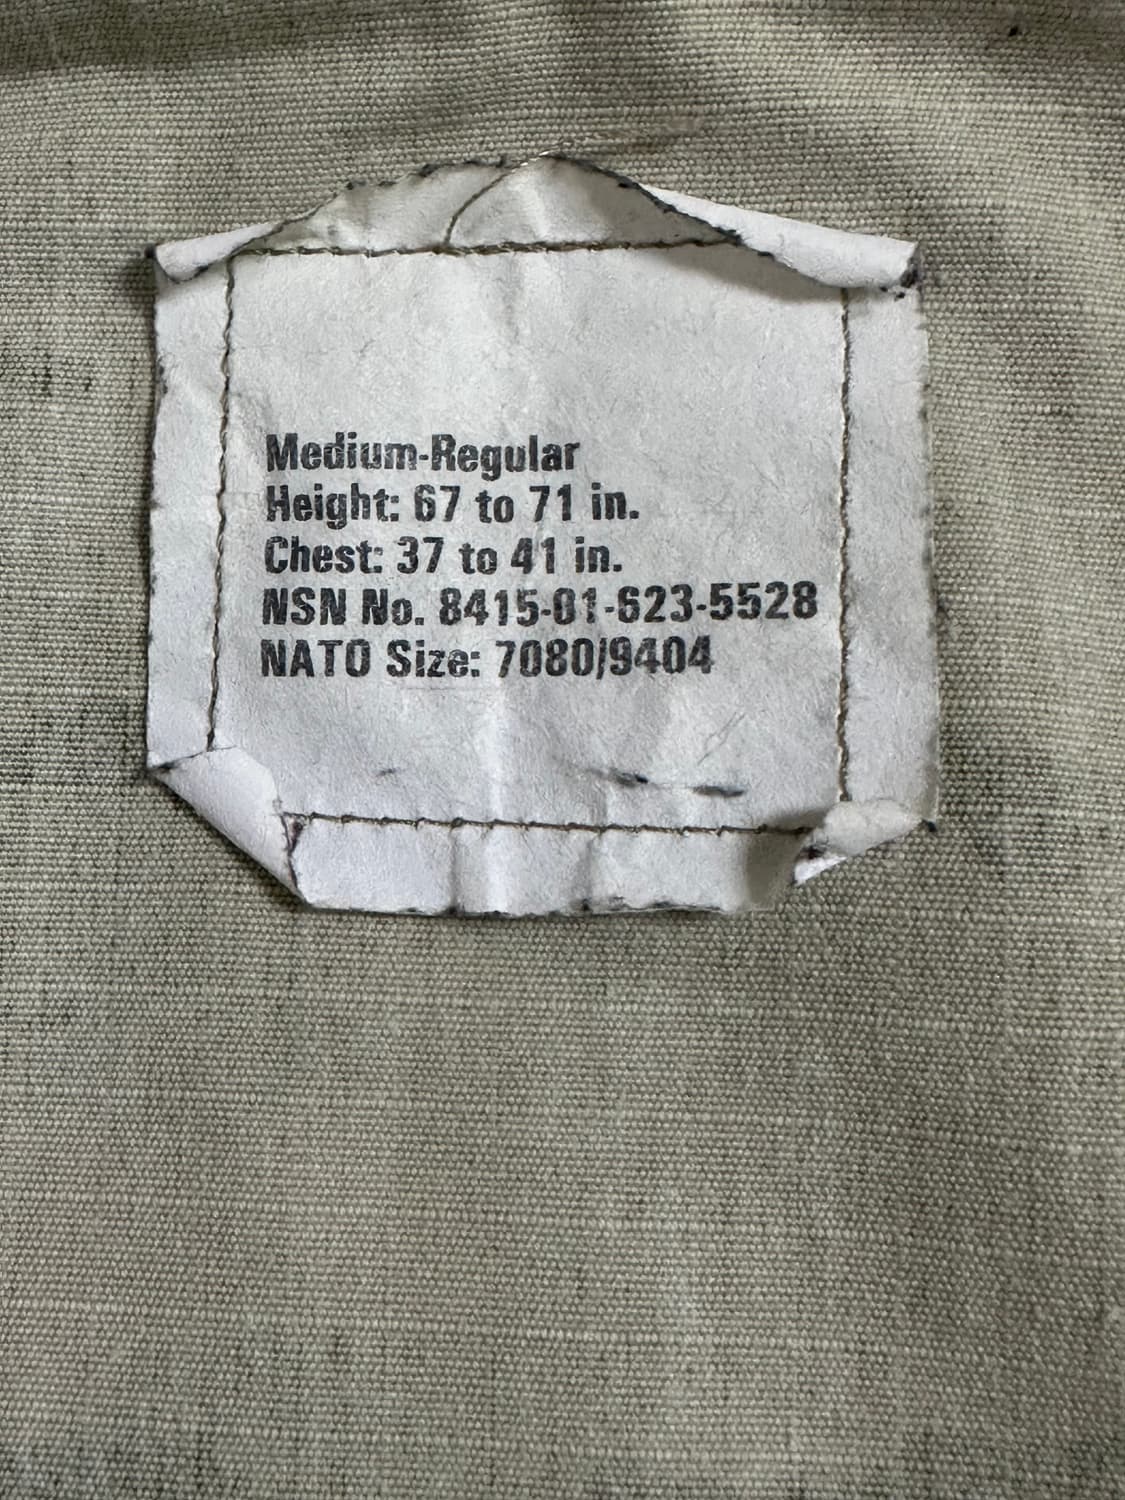 Medium-Regular
Height: 67 to 71 in.
Chest: 37 to 41 in.
NSN No. 8415-01-623-5528
NATO Size: 7080/9404